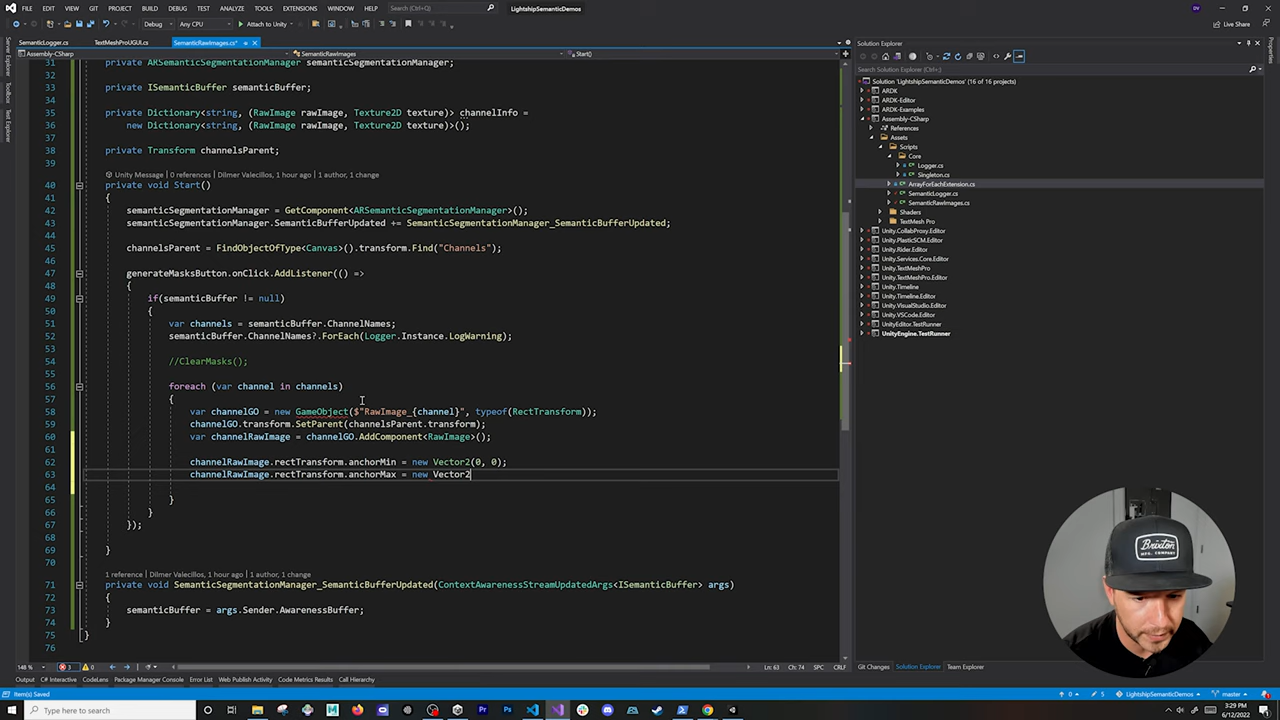 FILE EDIT VIEW GIT PROJECT BUILD DEBUG TEST ANALYZE TOOLS EXTENSIONS WINDOW HELP Search (Ctrl+Q) LightshipSemanticDemos DV
Debug Any CPU Attach to Unity Live Share
SemanticLogger.cs TextMeshProUGUI.cs SemanticRawImages.cs*
Assembly-CSharp SemanticRawImages Start()
31 private ARSemanticSegmentationManager semanticSegmentationManager;
32
33 private ISemanticBuffer semanticBuffer;
34
35 private Dictionary<string, (RawImage rawImage, Texture2D texture)> channelInfo =
36 new Dictionary<string, (RawImage rawImage, Texture2D texture)>();
37
38 private Transform channelsParent;
39
Unity Message | 0 references | Dilmer Valecillos, 1 hour ago | 1 author, 1 change
40 private void Start()
41 {
42 semanticSegmentationManager = GetComponent<ARSemanticSegmentationManager>();
43 semanticSegmentationManager.SemanticBufferUpdated += SemanticSegmentationManager_SemanticBufferUpdated;
44
45 channelsParent = FindObjectOfType<Canvas>().transform.Find("Channels");
46
47 generateMasksButton.onClick.AddListener(() =>
48 {
49 if(semanticBuffer != null)
50 {
51 var channels = semanticBuffer.ChannelNames;
52 semanticBuffer.ChannelNames?.ForEach(Logger.Instance.LogWarning);
53
54 //ClearMasks();
55
56 foreach (var channel in channels)
57 {
58 var channelGO = new GameObject($"RawImage_{channel}", typeof(RectTransform));
59 channelGO.transform.SetParent(channelsParent.transform);
60 var channelRawImage = channelGO.AddComponent<RawImage>();
61
62 channelRawImage.rectTransform.anchorMin = new Vector2(0, 0);
63 channelRawImage.rectTransform.anchorMax = new Vector2
64
65 }
66 }
67 });
68
69 }
70
1 reference | Dilmer Valecillos, 1 hour ago | 1 author, 1 change
71 private void SemanticSegmentationManager_SemanticBufferUpdated(ContextAwarenessStreamUpdatedArgs<ISemanticBuffer> args)
72 {
73 semanticBuffer = args.Sender.AwarenessBuffer;
74 }
75 }
76
148 % 3 0 Ln: 63 Ch: 74 SPC CRLF
Output C# Interactive CodeLens Package Manager Console Error List Web Publish Activity Code Metrics Results Call Hierarchy
Item(s) Saved 0 5 LightshipSemanticDemos master
Type here to search 3:29 PM
6/12/2022
Server Explorer
Toolbox
Test Explorer
Solution Explorer
Search Solution Explorer (Ctrl+;)
Solution 'LightshipSemanticDemos' (16 of 16 projects)
ARDK
ARDK-Editor
ARDK-Examples
Assembly-CSharp
References
Assets
Scripts
Core
Logger.cs
Singleton.cs
ArrayForEachExtension.cs
SemanticLogger.cs
SemanticRawImages.cs
Shaders
TextMesh Pro
Unity.CollabProxy.Editor
Unity.PlasticSCM.Editor
Unity.Rider.Editor
Unity.Services.Core.Editor
Unity.TextMeshPro
Unity.TextMeshPro.Editor
Unity.Timeline
Unity.Timeline.Editor
Unity.VisualStudio.Editor
Unity.VSCode.Editor
UnityEditor.TestRunner
UnityEngine.TestRunner
Git Changes Solution Explorer Team Explorer
BRIXTON
MFG. COMPANY